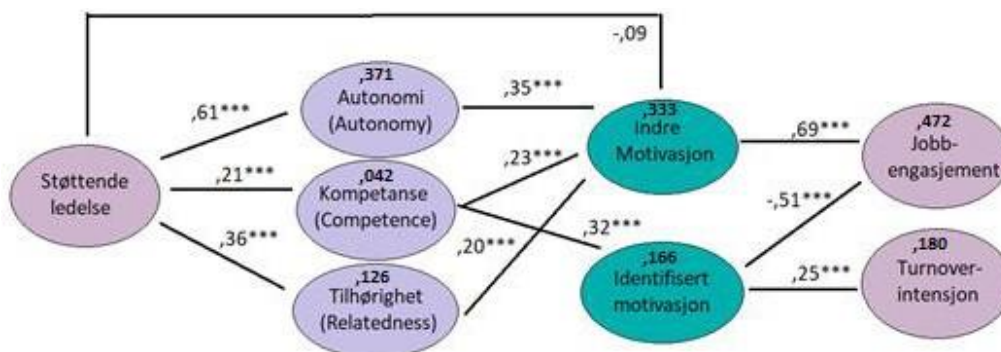 -,09
,371
Autonomi
(Autonomy)
,61***
,35***
,333
Indre
Motivasjon
,69***
,472
Jobb-
engasjement
Støttende
ledelse
,21***
,042
Kompetanse
(Competence)
,23***
,36***
,20***
,32***
-,51***
,126
Tilhørighet
(Relatedness)
,166
Identifisert
motivasjon
,25***
,180
Turnover-
intensjon